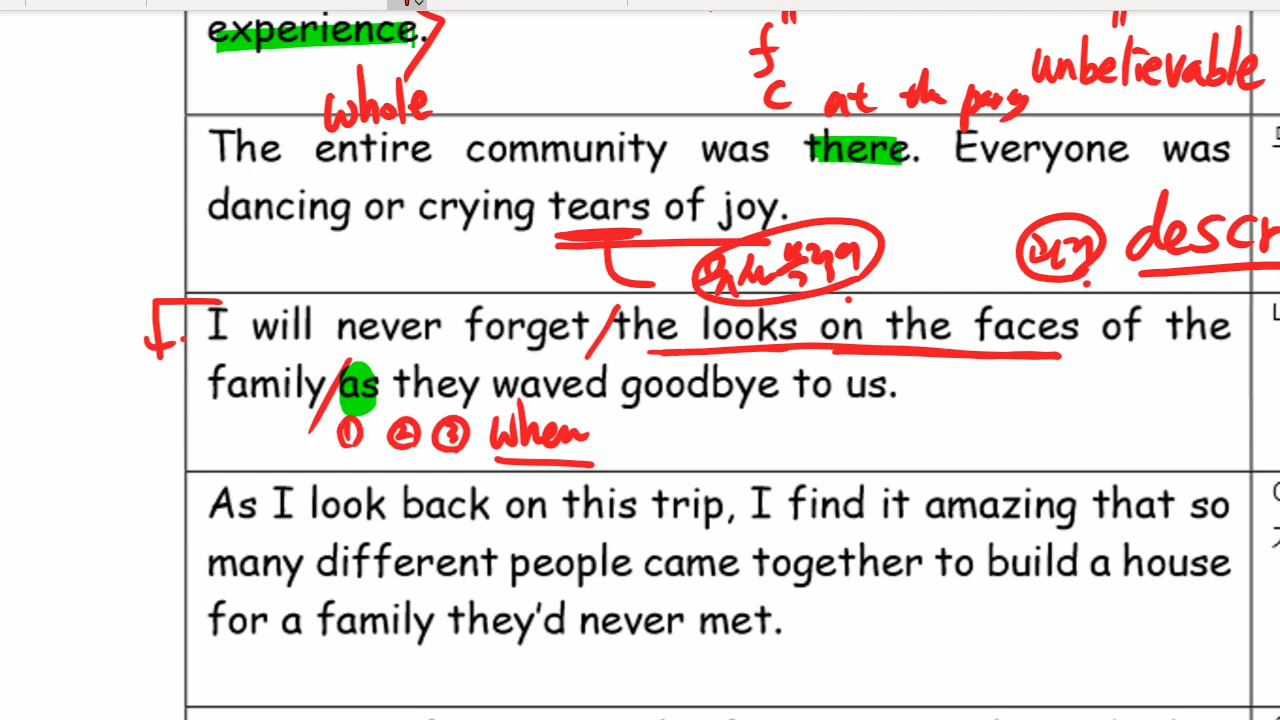 experience.
unbelievable
whole
at the party
The entire community was there. Everyone was
dancing or crying tears of joy.
I will never forget the looks on the faces of the
family as they waved goodbye to us.
① ② ③ when
As I look back on this trip, I find it amazing that so
many different people came together to build a house
for a family they'd never met.